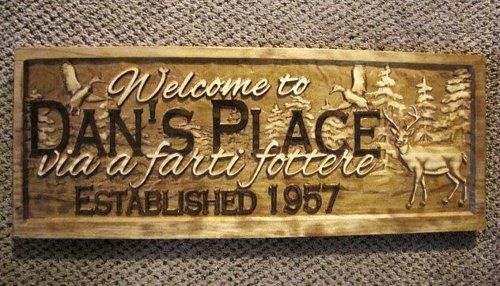 Welcome to
DAN'S PLACE
via a farti fottere
ESTABLISHED 1957